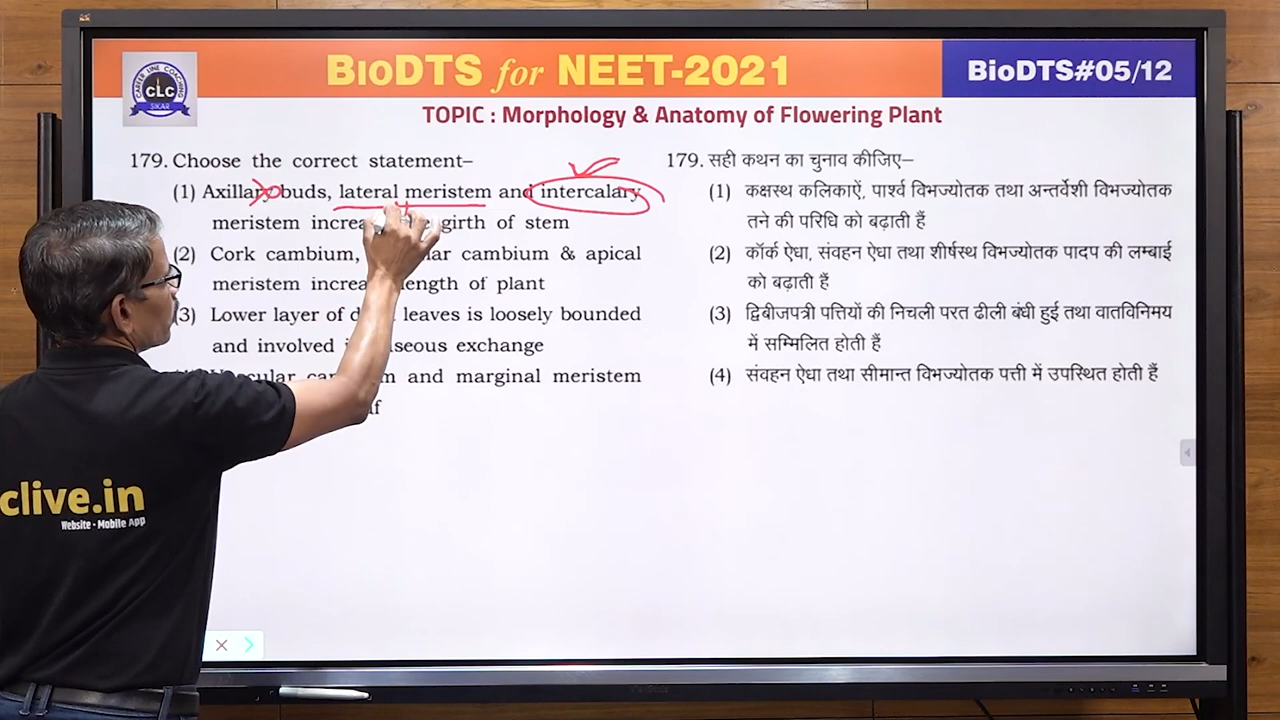 BIODTS for NEET-2021
BioDTS#05/12
CAREER LINE COACHING
CLC
SIKAR
TOPIC : Morphology & Anatomy of Flowering Plant
179. Choose the correct statement–
(1) Axillary buds, lateral meristem and intercalary
meristem girth of stem
(2) Cork cambium, cambium & apical
meristem length of plant
3) Lower layer of leaves is loosely bounded
and involved exchange
and marginal meristem
179. सही कथन का चुनाव कीजिए–
(1) कक्षस्थ कलिकाऐं, पार्श्व विभज्योतक तथा अन्तर्वेशी विभज्योतक
तने की परिधि को बढ़ाती हैं
(2) कॉर्क ऐधा, संवहन ऐधा तथा शीर्षस्थ विभज्योतक पादप की लम्बाई
को बढ़ाती हैं
(3) द्विबीजपत्री पत्तियों की निचली परत ढीली बंधी हुई तथा वातविनिमय
में सम्मिलित होती हैं
(4) संवहन ऐधा तथा सीमान्त विभज्योतक पत्ती में उपस्थित होती हैं
clive.in
Website - Mobile App